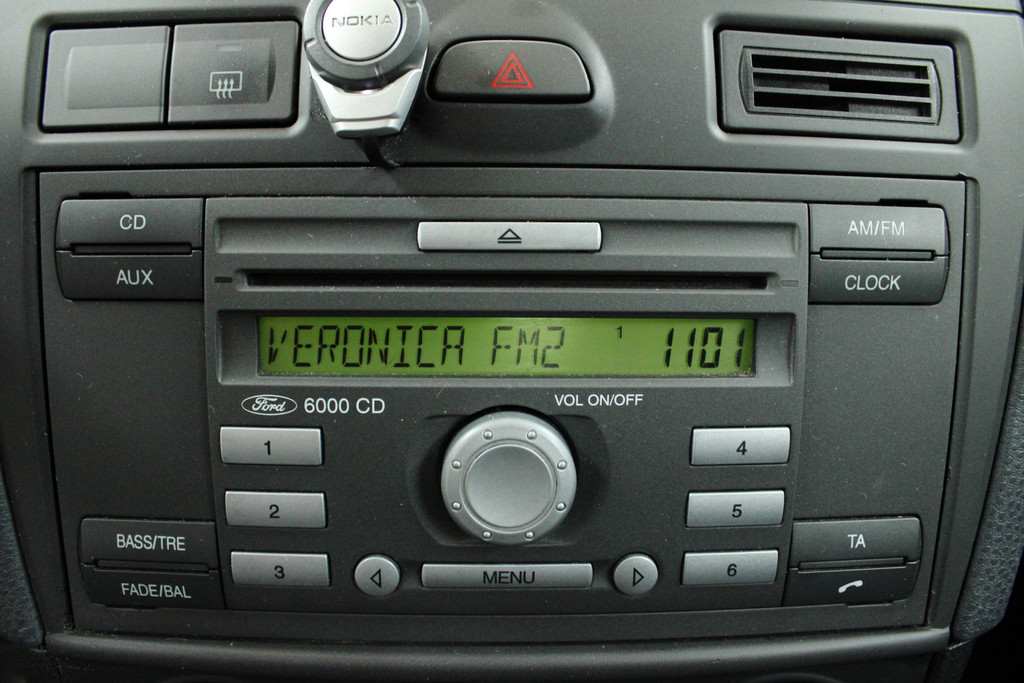 NOKIA
CD
AUX
AM/FM
CLOCK
VERONICA FM2 1 1101
Ford 6000 CD
VOL ON/OFF
1
2
3
4
5
6
BASS/TRE
FADE/BAL
MENU
TA